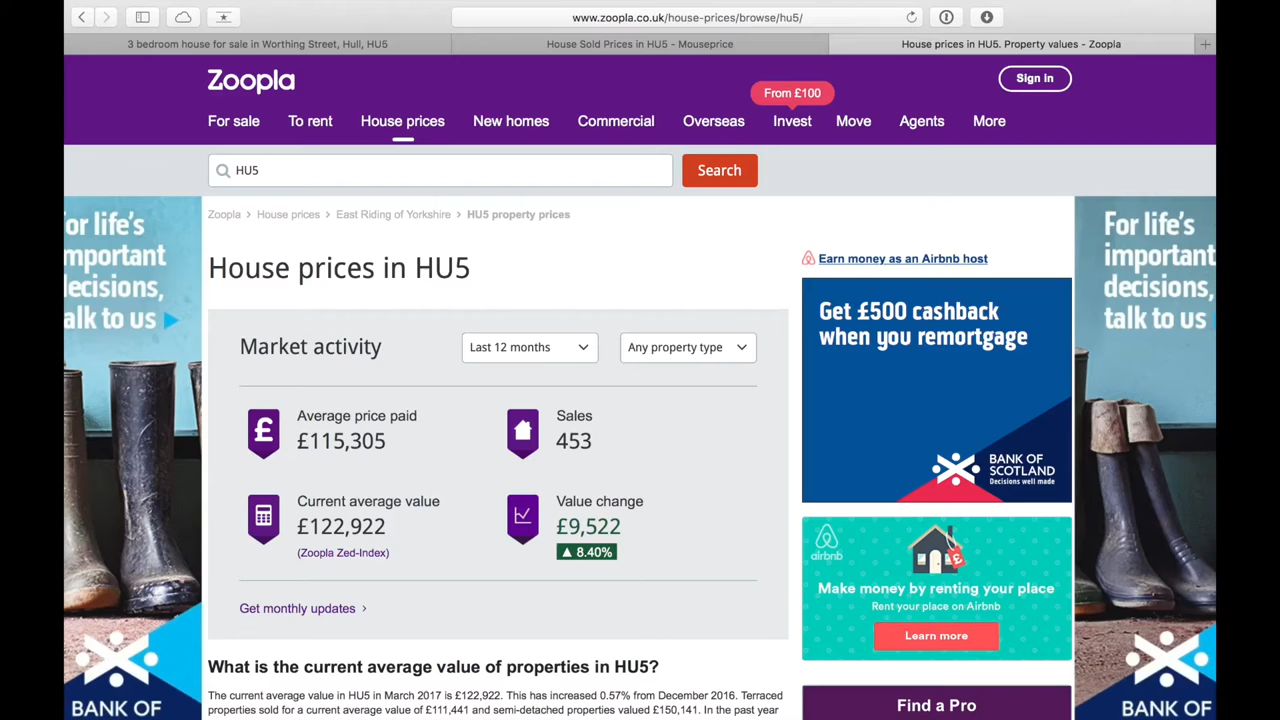 www.zoopla.co.uk/house-prices/browse/hu5/
3 bedroom house for sale in Worthing Street, Hull, HU5
House Sold Prices in HU5 - Mouseprice
House prices in HU5. Property values - Zoopla
Zoopla
Sign in
From £100
For sale
To rent
House prices
New homes
Commercial
Overseas
Invest
Move
Agents
More
HU5
Search
Zoopla > House prices > East Riding of Yorkshire > HU5 property prices
House prices in HU5
Market activity
Last 12 months
Any property type
Average price paid
£115,305
Sales
453
Current average value
£122,922
(Zoopla Zed-Index)
Value change
£9,522
▲ 8.40%
Get monthly updates >
What is the current average value of properties in HU5?
The current average value in HU5 in March 2017 is £122,922. This has increased 0.57% from December 2016. Terraced
properties sold for a current average value of £111,441 and semi-detached properties valued £150,141. In the past year
Earn money as an Airbnb host
Get £500 cashback
when you remortgage
BANK OF
SCOTLAND
Decisions well made
airbnb
£
Make money by renting your place
Rent your place on Airbnb
Learn more
Find a Pro
For life's
important
decisions,
talk to us
BANK OF
For life's
important
decisions,
talk to us
BANK OF